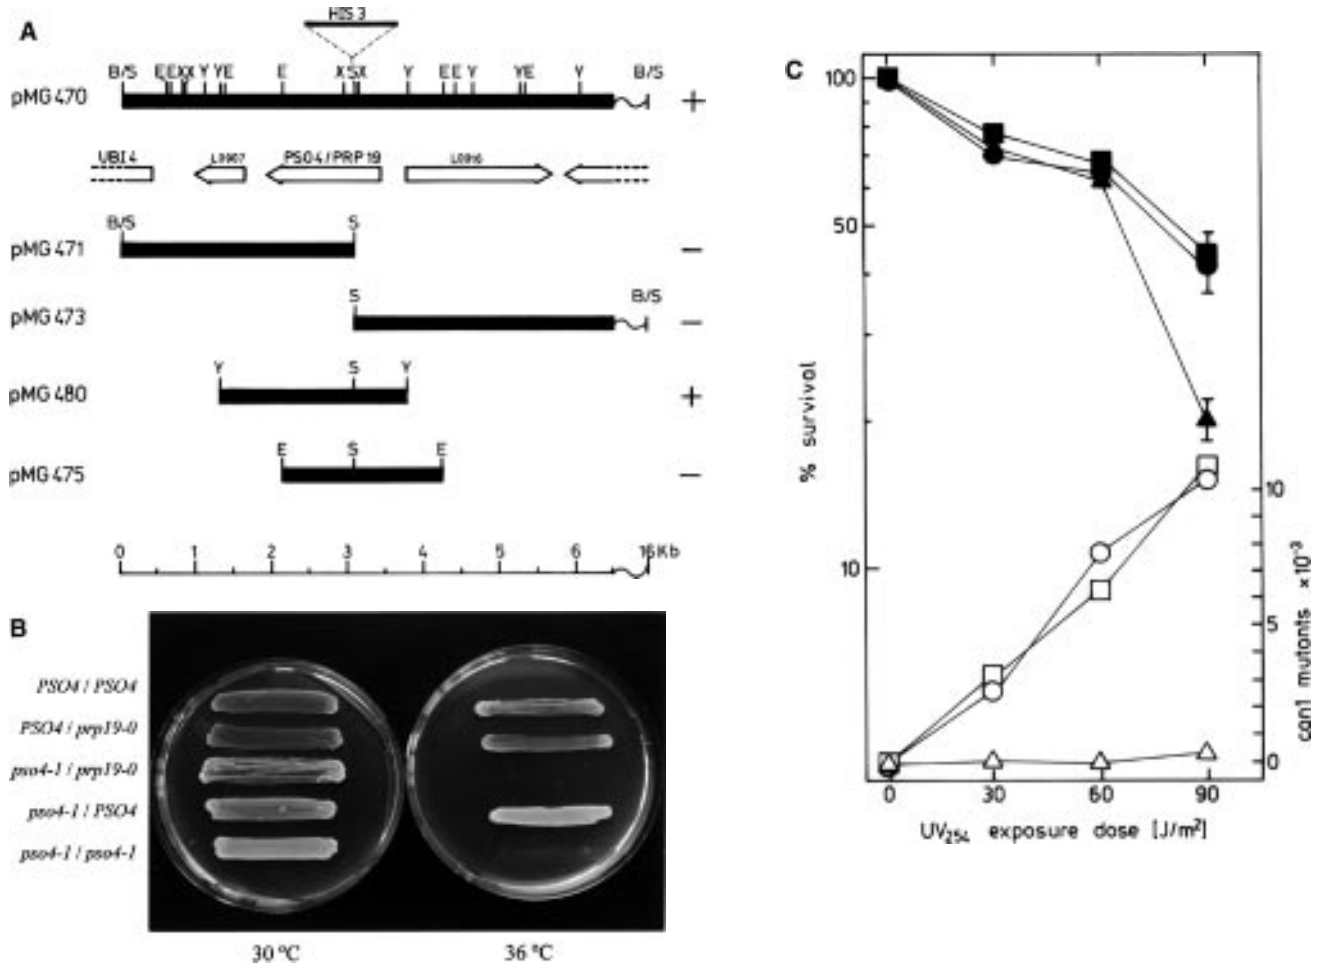 A
HIS 3
B/S E E X X Y Y E E X S X Y E E Y Y E Y B/S
pMG 470 +
UBI 4 PSO4/PRP 19
B/S S
pMG 471 –
S B/S
pMG 473 –
Y S Y
pMG 480 +
E S E
pMG 475 –
0 1 2 3 4 5 6 16 Kb
B
PSO4 / PSO4
PSO4 / prp19-0
pso4-1 / prp19-0
pso4-1 / PSO4
pso4-1 / pso4-1
30 °C 36 °C
C
100
50
20
10
% survival
10
5
0
can1 mutants ×10⁻³
0 30 60 90
UV254 exposure dose [J/m²]